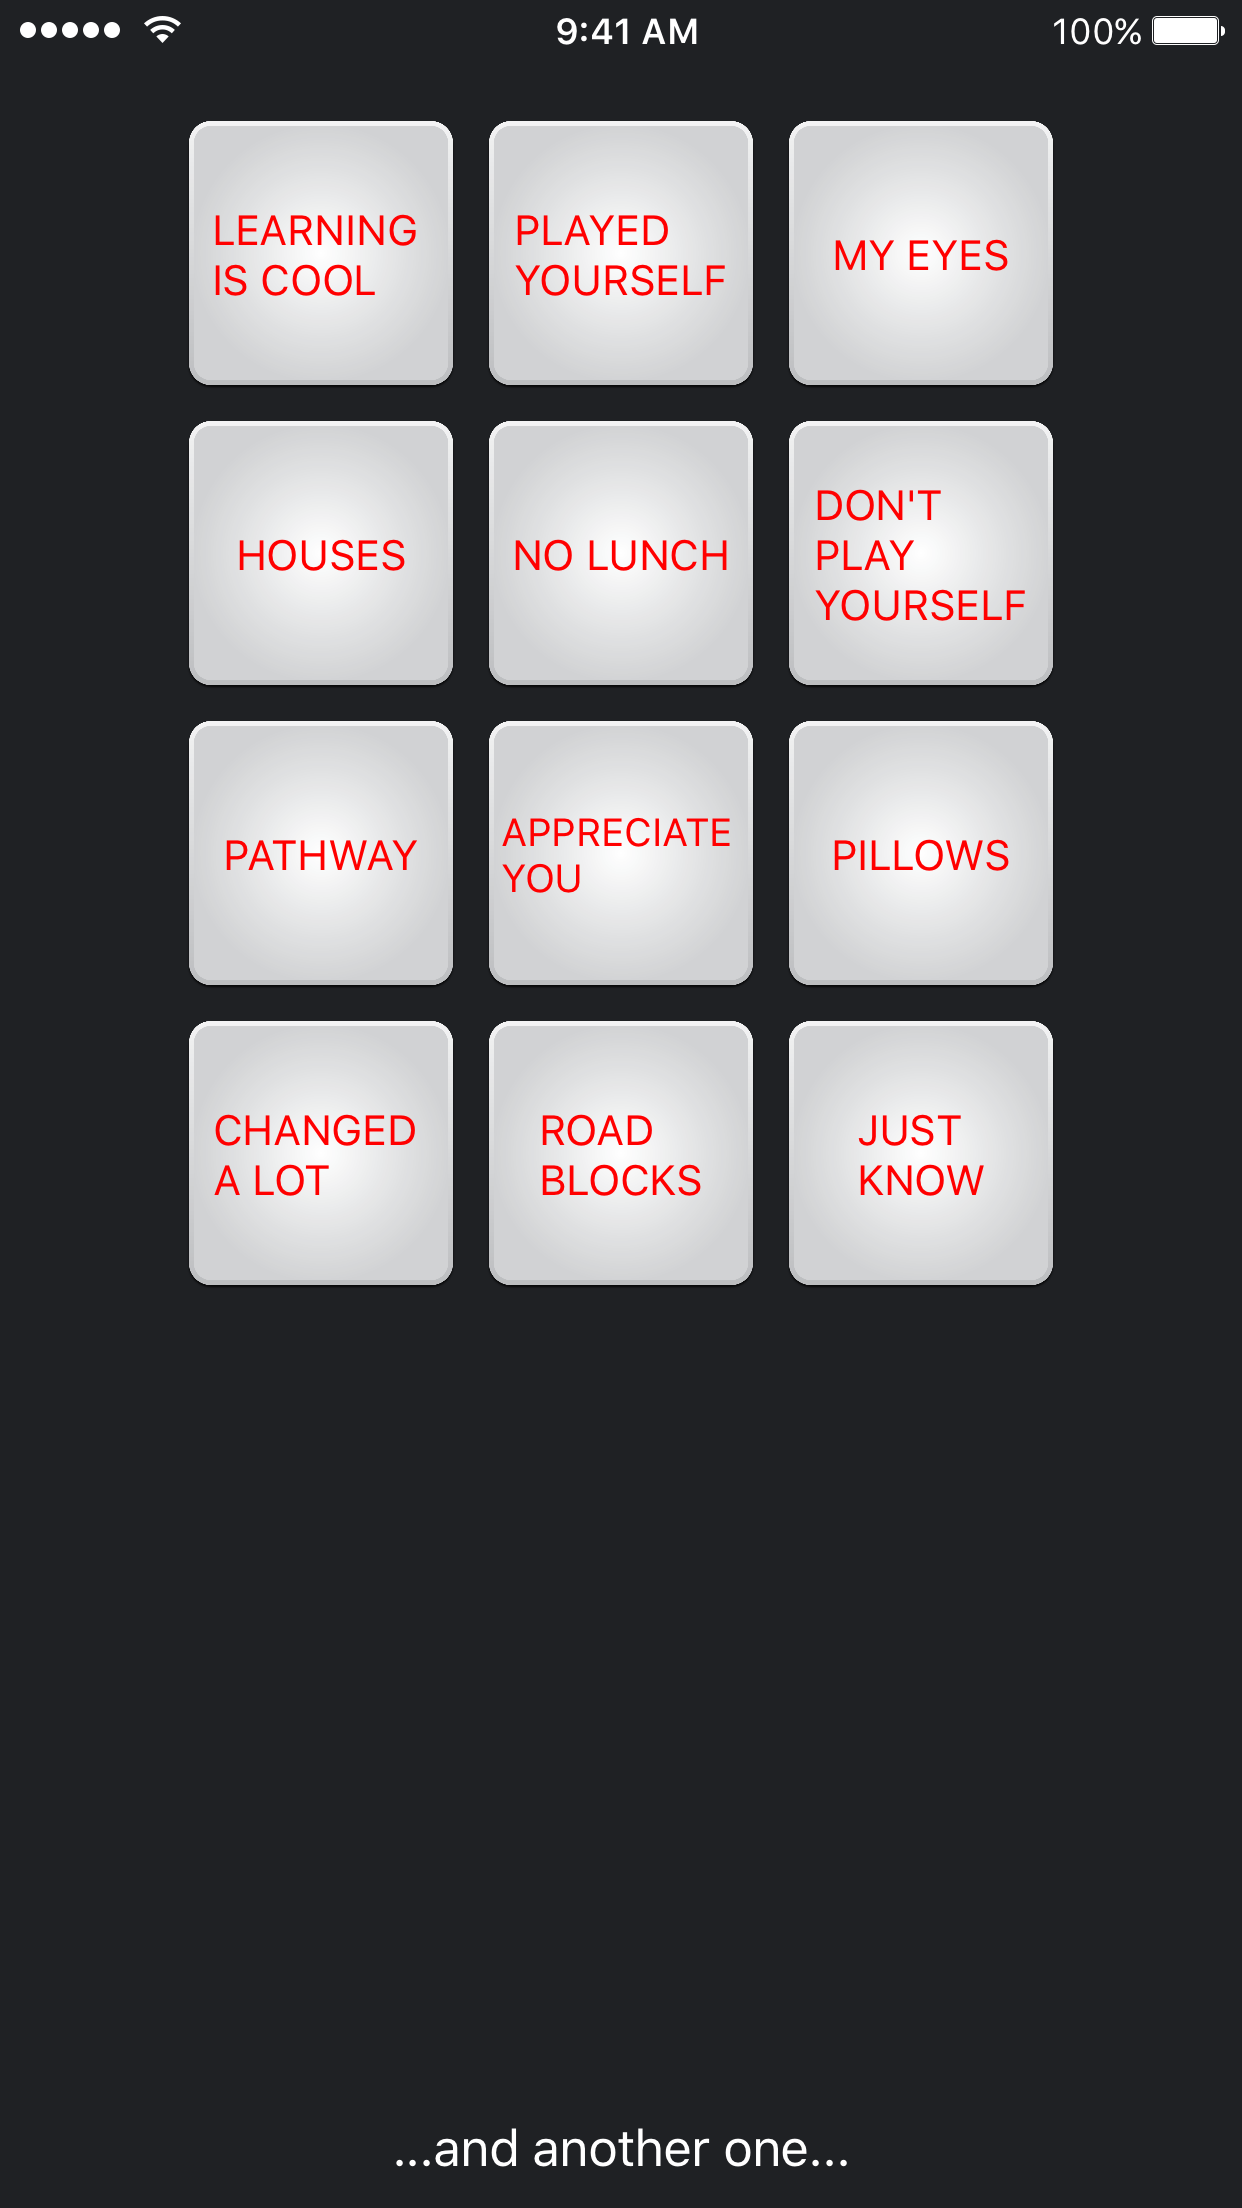 9:41 AM
100%
LEARNING
IS COOL
PLAYED
YOURSELF
MY EYES
HOUSES
NO LUNCH
DON'T
PLAY
YOURSELF
PATHWAY
APPRECIATE
YOU
PILLOWS
CHANGED
A LOT
ROAD
BLOCKS
JUST
KNOW
...and another one...